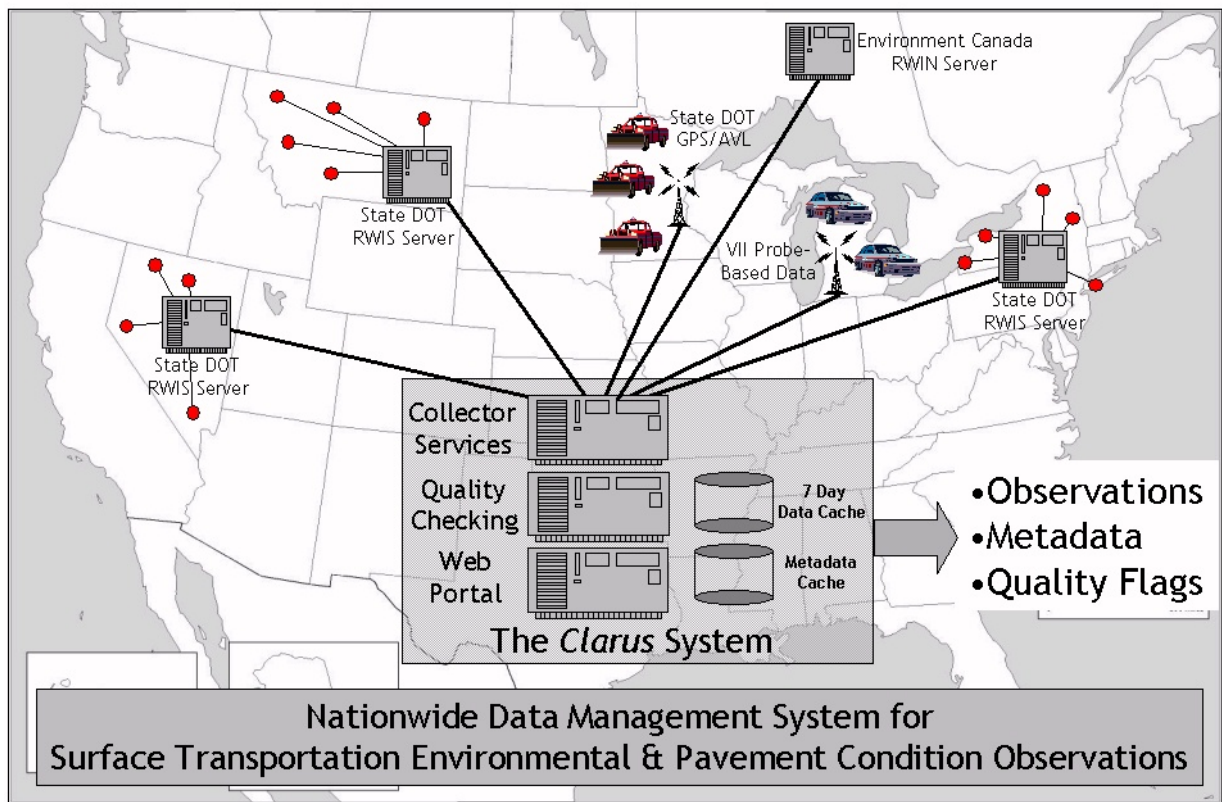 Environment Canada
RWIN Server
State DOT
GPS/AVL
State DOT
RWIS Server
VII Probe-
Based Data
State DOT
RWIS Server
State DOT
RWIS Server
Collector
Services
Quality
Checking
Web
Portal
7 Day
Data Cache
Metadata
Cache
The Clarus System
•Observations
•Metadata
•Quality Flags
Nationwide Data Management System for
Surface Transportation Environmental & Pavement Condition Observations